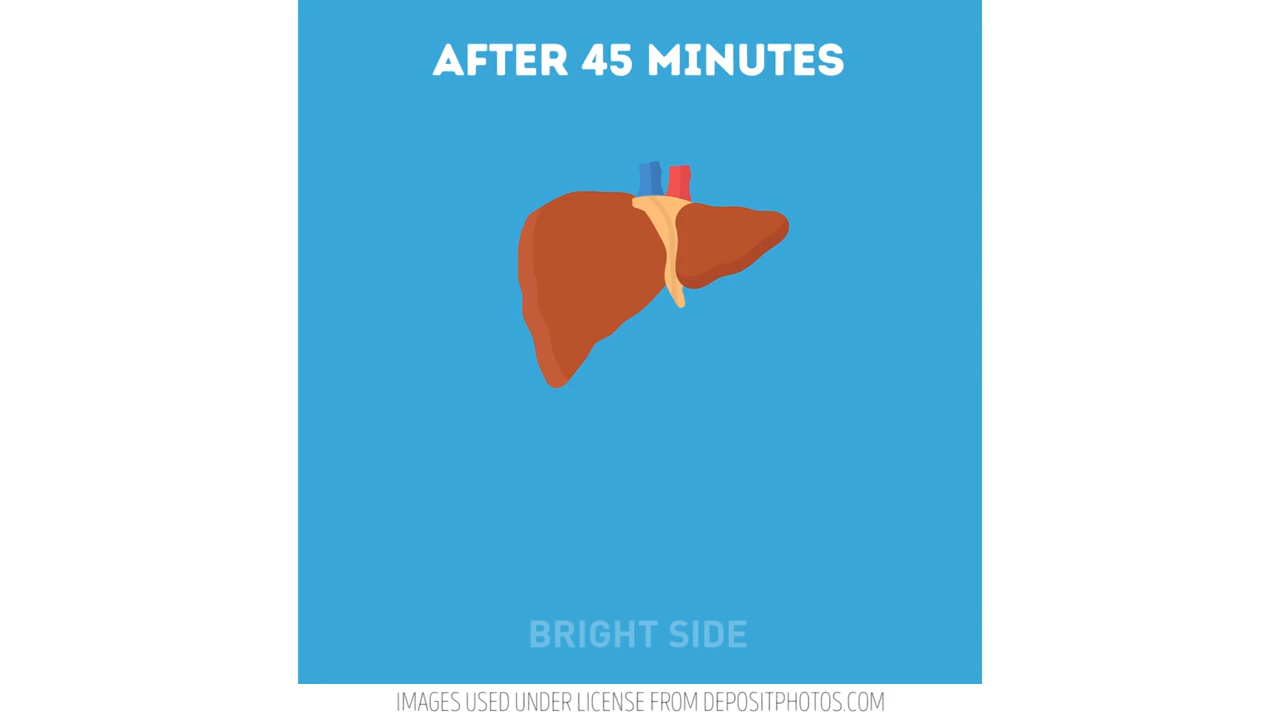 AFTER 45 MINUTES
BRIGHT SIDE
IMAGES USED UNDER LICENSE FROM DEPOSITPHOTOS.COM